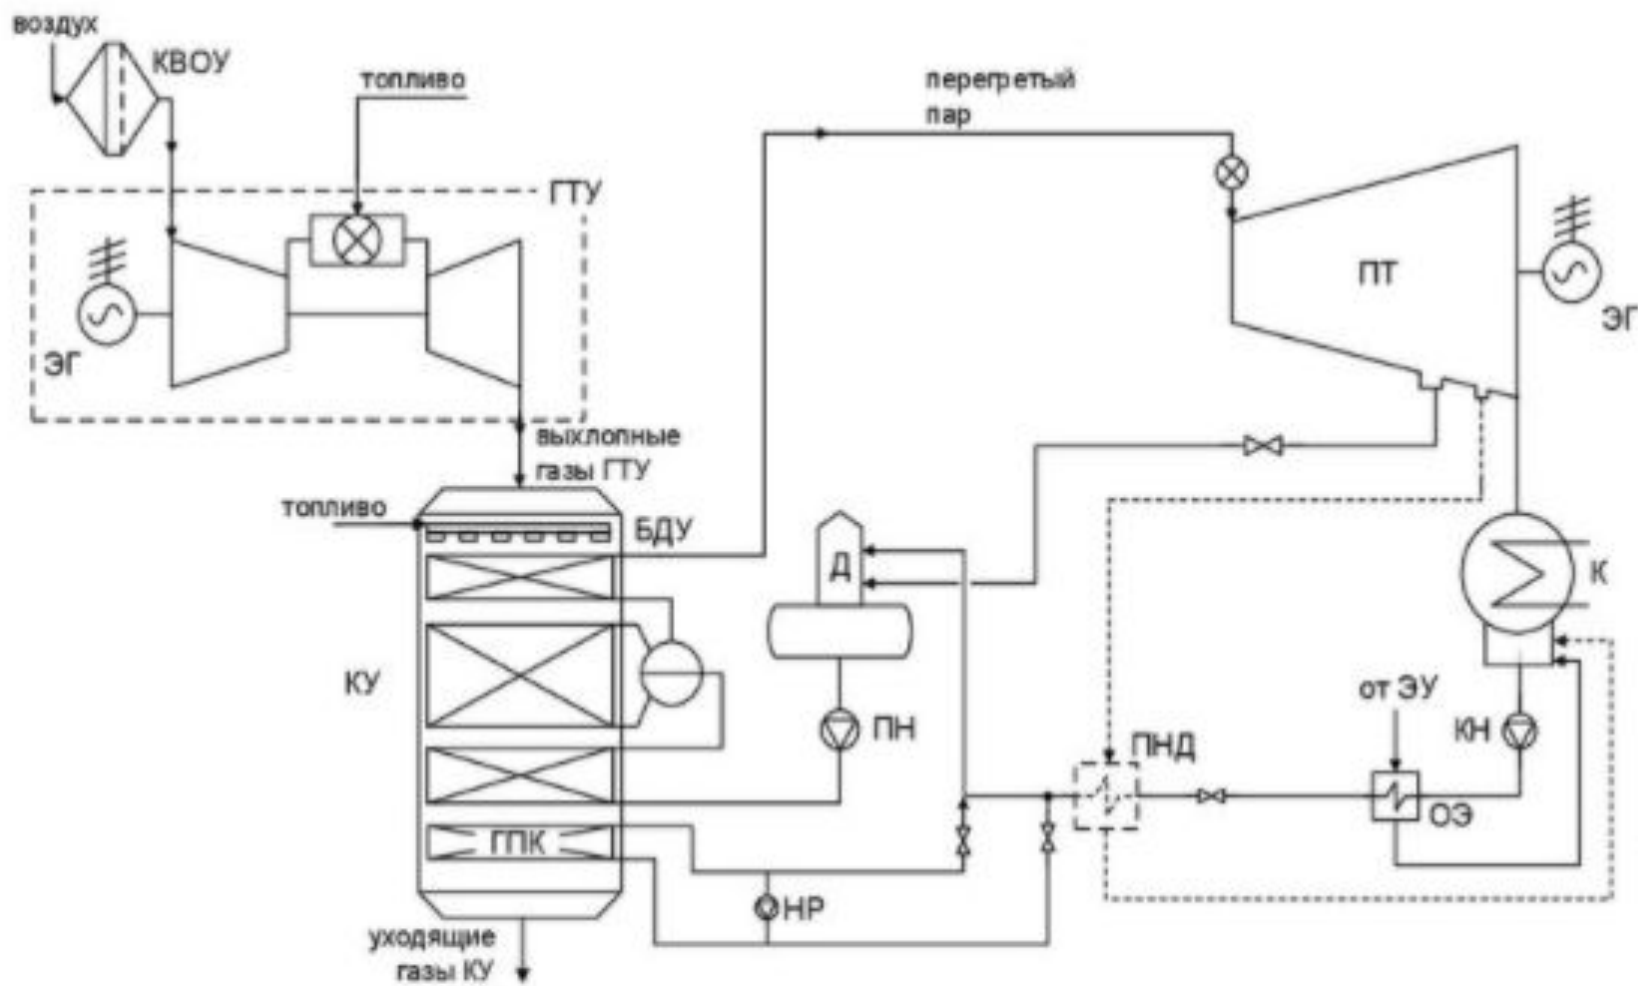 воздух
КВОУ
топливо
перегретый
пар
ГТУ
ЭГ
ПТ
ЭГ
выхлопные
газы ГТУ
топливо
БДУ
Д
К
КУ
от ЭУ
ПН
ПНД
КН
ОЭ
ГПК
НР
уходящие
газы КУ